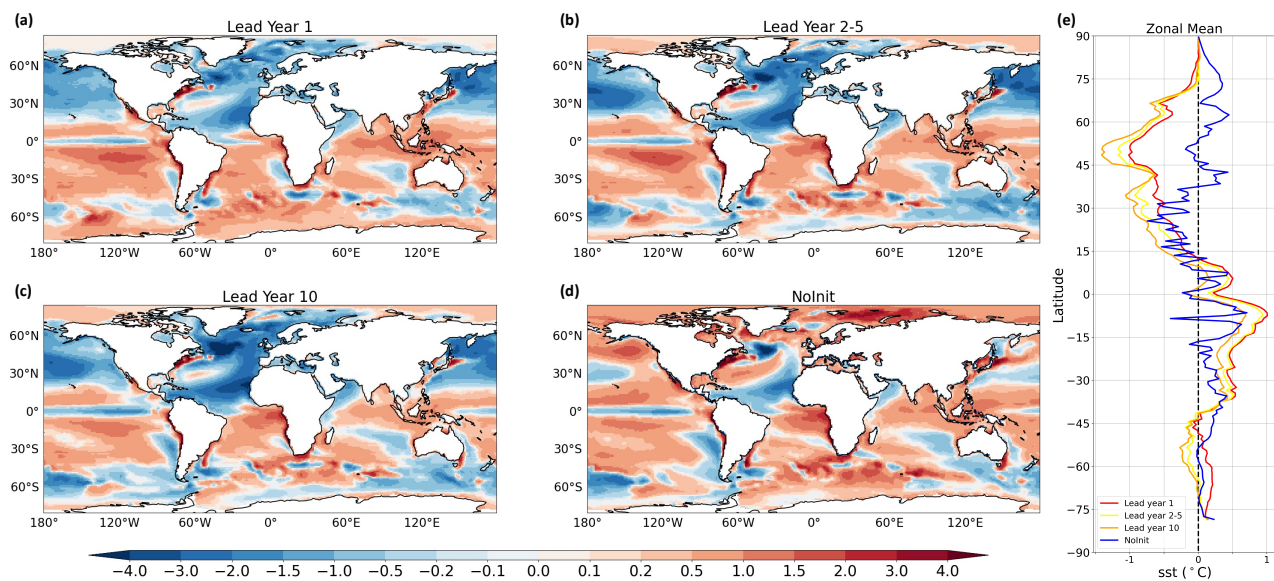 (a) Lead Year 1
60°N
30°N
0°
30°S
60°S
180° 120°W 60°W 0° 60°E 120°E
(b) Lead Year 2-5
60°N
30°N
0°
30°S
60°S
180° 120°W 60°W 0° 60°E 120°E
(c) Lead Year 10
60°N
30°N
0°
30°S
60°S
180° 120°W 60°W 0° 60°E 120°E
(d) NoInit
60°N
30°N
0°
30°S
60°S
180° 120°W 60°W 0° 60°E 120°E
−4.0 −3.0 −2.0 −1.5 −1.0 −0.5 −0.2 −0.1 0.0 0.1 0.2 0.5 1.0 1.5 2.0 3.0 4.0
(e) Zonal Mean
90
75
60
45
30
15
0
−15
−30
−45
−60
−75
−90
Latitude
Lead year 1
Lead year 2-5
Lead year 10
NoInit
-1 0 1
sst (°C)